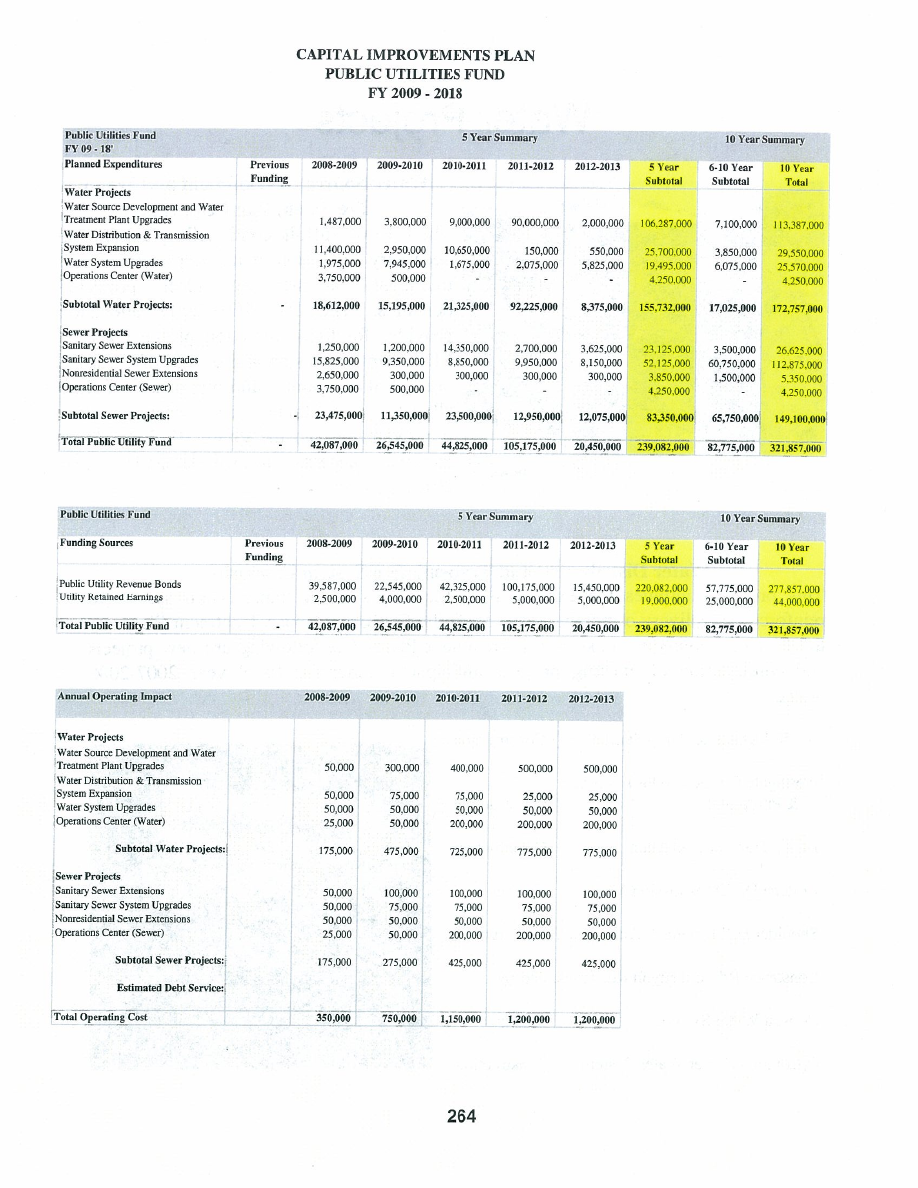 CAPITAL IMPROVEMENTS PLAN
PUBLIC UTILITIES FUND
FY 2009 - 2018
Public Utilities Fund 5 Year Summary 10 Year Summary
FY 09 - 18'
Planned Expenditures Previous 2008-2009 2009-2010 2010-2011 2011-2012 2012-2013 5 Year 6-10 Year 10 Year
Funding Subtotal Subtotal Total
Water Projects
Water Source Development and Water
Treatment Plant Upgrades 1,487,000 3,800,000 9,000,000 90,000,000 2,000,000 106,287,000 7,100,000 113,387,000
Water Distribution & Transmission
System Expansion 11,400,000 2,950,000 10,650,000 150,000 550,000 25,700,000 3,850,000 29,550,000
Water System Upgrades 1,975,000 7,945,000 1,675,000 2,075,000 5,825,000 19,495,000 6,075,000 25,570,000
Operations Center (Water) 3,750,000 500,000 - - - 4,250,000 - 4,250,000
Subtotal Water Projects: - 18,612,000 15,195,000 21,325,000 92,225,000 8,375,000 155,732,000 17,025,000 172,757,000
Sewer Projects
Sanitary Sewer Extensions 1,250,000 1,200,000 14,350,000 2,700,000 3,625,000 23,125,000 3,500,000 26,625,000
Sanitary Sewer System Upgrades 15,825,000 9,350,000 8,850,000 9,950,000 8,150,000 52,125,000 60,750,000 112,875,000
Nonresidential Sewer Extensions 2,650,000 300,000 300,000 300,000 300,000 3,850,000 1,500,000 5,350,000
Operations Center (Sewer) 3,750,000 500,000 - - - 4,250,000 - 4,250,000
Subtotal Sewer Projects: - 23,475,000 11,350,000 23,500,000 12,950,000 12,075,000 83,350,000 65,750,000 149,100,000
Total Public Utility Fund - 42,087,000 26,545,000 44,825,000 105,175,000 20,450,000 239,082,000 82,775,000 321,857,000
Public Utilities Fund 5 Year Summary 10 Year Summary
Funding Sources Previous 2008-2009 2009-2010 2010-2011 2011-2012 2012-2013 5 Year 6-10 Year 10 Year
Funding Subtotal Subtotal Total
Public Utility Revenue Bonds 39,587,000 22,545,000 42,325,000 100,175,000 15,450,000 220,082,000 57,775,000 277,857,000
Utility Retained Earnings 2,500,000 4,000,000 2,500,000 5,000,000 5,000,000 19,000,000 25,000,000 44,000,000
Total Public Utility Fund - 42,087,000 26,545,000 44,825,000 105,175,000 20,450,000 239,082,000 82,775,000 321,857,000
Annual Operating Impact 2008-2009 2009-2010 2010-2011 2011-2012 2012-2013
Water Projects
Water Source Development and Water
Treatment Plant Upgrades 50,000 300,000 400,000 500,000 500,000
Water Distribution & Transmission
System Expansion 50,000 75,000 75,000 25,000 25,000
Water System Upgrades 50,000 50,000 50,000 50,000 50,000
Operations Center (Water) 25,000 50,000 200,000 200,000 200,000
Subtotal Water Projects: 175,000 475,000 725,000 775,000 775,000
Sewer Projects
Sanitary Sewer Extensions 50,000 100,000 100,000 100,000 100,000
Sanitary Sewer System Upgrades 50,000 75,000 75,000 75,000 75,000
Nonresidential Sewer Extensions 50,000 50,000 50,000 50,000 50,000
Operations Center (Sewer) 25,000 50,000 200,000 200,000 200,000
Subtotal Sewer Projects: 175,000 275,000 425,000 425,000 425,000
Estimated Debt Service:
Total Operating Cost 350,000 750,000 1,150,000 1,200,000 1,200,000
264